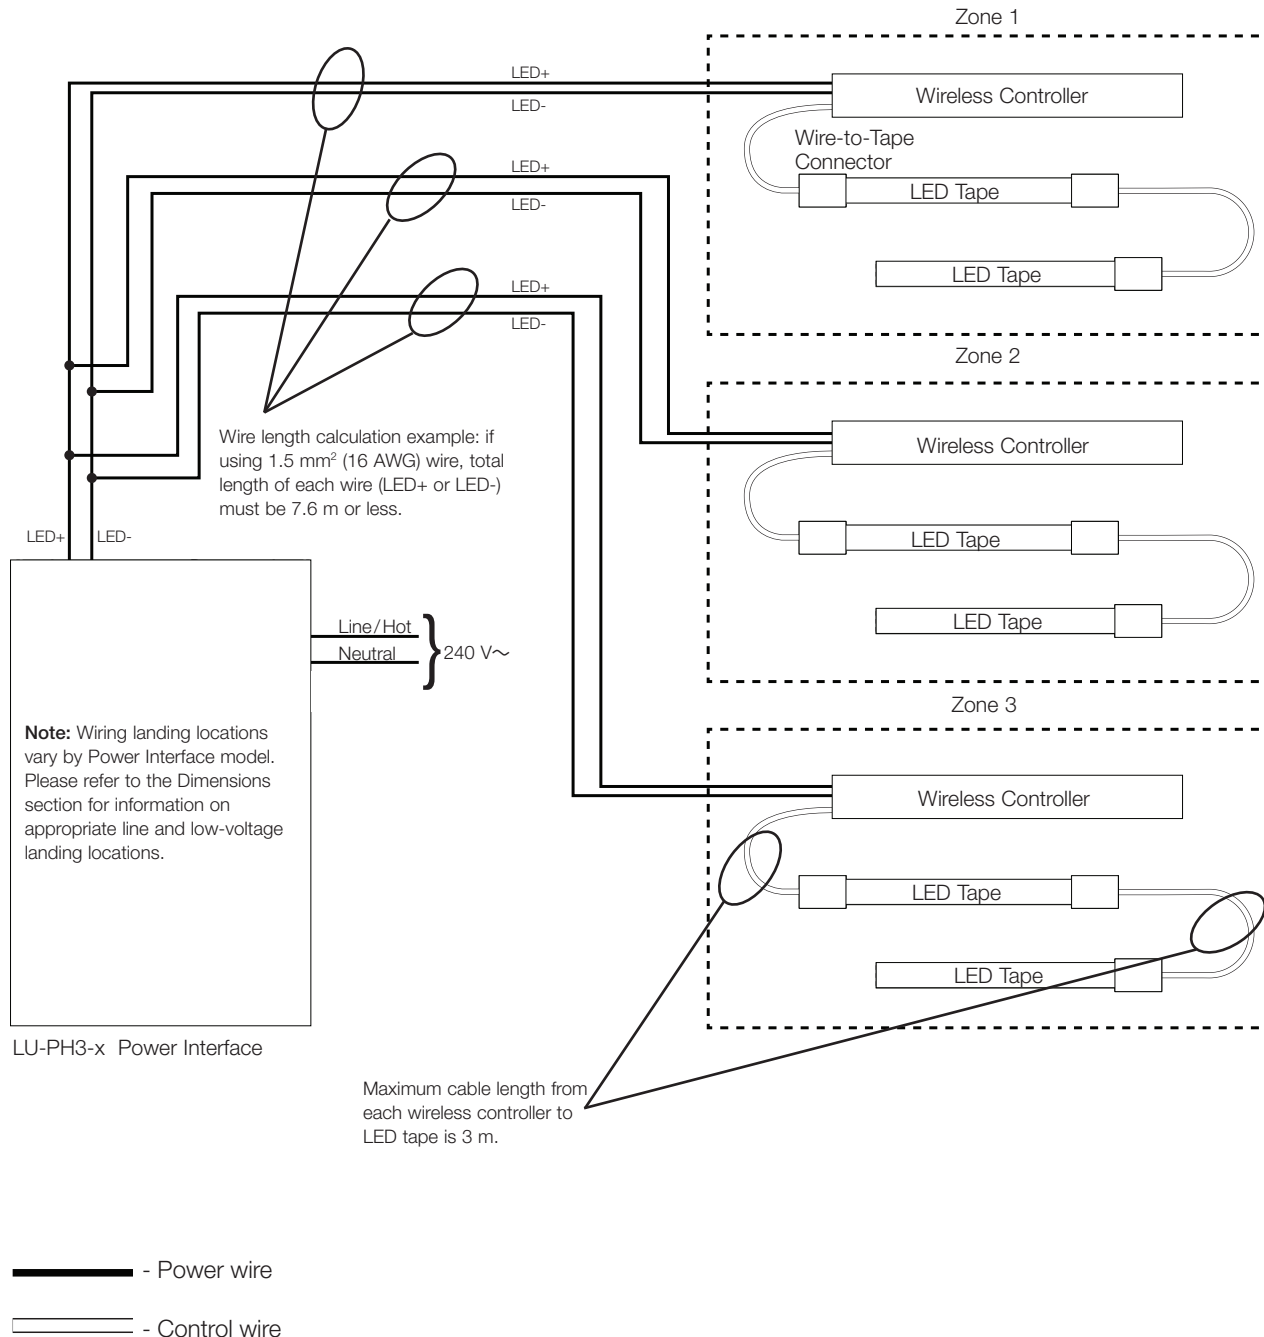 Zone 1
LED+
LED-
Wireless Controller
Wire-to-Tape
Connector
LED Tape
LED Tape
LED+
LED-
LED+
LED-
Zone 2
Wireless Controller
LED Tape
LED Tape
Wire length calculation example: if
using 1.5 mm² (16 AWG) wire, total
length of each wire (LED+ or LED-)
must be 7.6 m or less.
LED+
LED-
Line/Hot
Neutral
} 240 V~
Note: Wiring landing locations
vary by Power Interface model.
Please refer to the Dimensions
section for information on
appropriate line and low-voltage
landing locations.
LU-PH3-x Power Interface
Zone 3
Wireless Controller
LED Tape
LED Tape
Maximum cable length from
each wireless controller to
LED tape is 3 m.
- Power wire
- Control wire